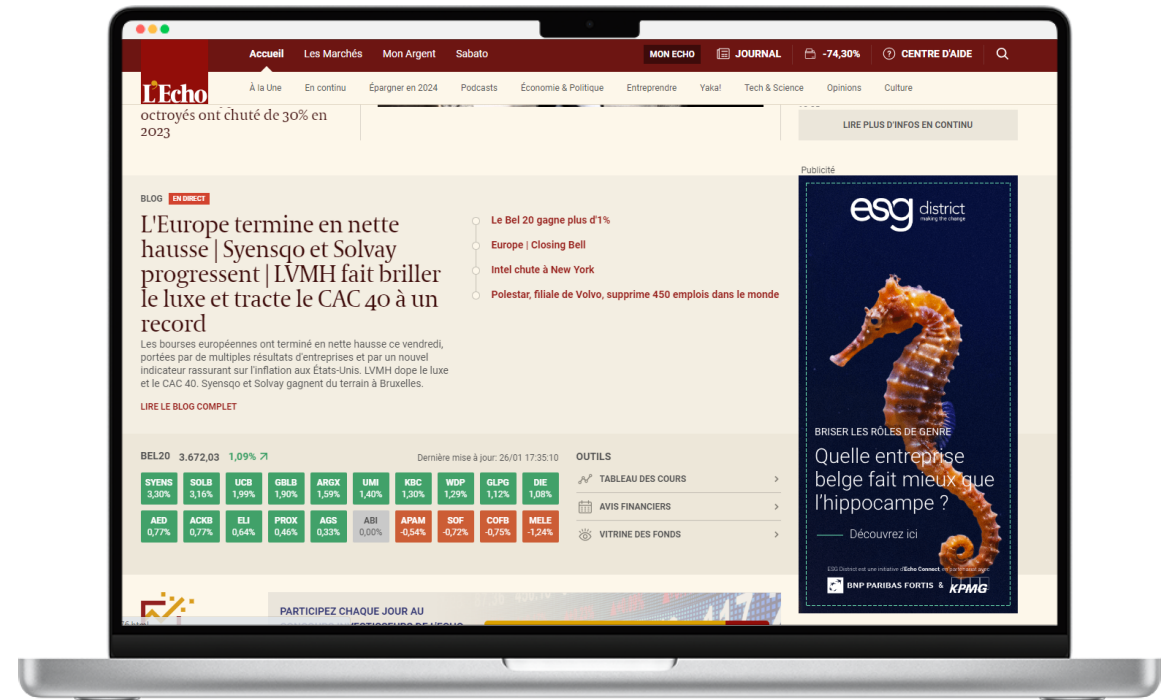 Accueil Les Marchés Mon Argent Sabato MON ECHO JOURNAL -74,30% CENTRE D'AIDE
L'Echo
À la Une En continu Épargner en 2024 Podcasts Économie & Politique Entreprendre Yaka! Tech & Science Opinions Culture
octroyés ont chuté de 30% en
2023
LIRE PLUS D'INFOS EN CONTINU
BLOG EN DIRECT
L'Europe termine en nette
hausse | Syensqo et Solvay
progressent | LVMH fait briller
le luxe et tracte le CAC 40 à un
record
Les bourses européennes ont terminé en nette hausse ce vendredi,
portées par de multiples résultats d'entreprises et par un nouvel
indicateur rassurant sur l'inflation aux États-Unis. LVMH dope le luxe
et le CAC 40. Syensqo et Solvay gagnent du terrain à Bruxelles.
LIRE LE BLOG COMPLET
Le Bel 20 gagne plus d'1%
Europe | Closing Bell
Intel chute à New York
Polestar, filiale de Volvo, supprime 450 emplois dans le monde
Publicité
esg district
making the change
BRISER LES RÔLES DE GENRE
Quelle entreprise
belge fait mieux que
l'hippocampe ?
Découvrez ici
ESG District est une initiative d'Echo Connect, en partenariat avec
BNP PARIBAS FORTIS & KPMG
BEL20 3.672,03 1,09% Dernière mise à jour: 26/01 17:35:10
SYENS SOLB UCB GBLB ARGX UMI KBC WDP GLPG DIE
3,30% 3,16% 1,99% 1,90% 1,59% 1,40% 1,30% 1,29% 1,12% 1,08%
AED ACKB ELI PROX AGS ABI APAM SOF COFB MELE
0,77% 0,77% 0,64% 0,46% 0,33% 0,00% -0,54% -0,72% -0,75% -1,24%
OUTILS
TABLEAU DES COURS
AVIS FINANCIERS
VITRINE DES FONDS
PARTICIPEZ CHAQUE JOUR AU